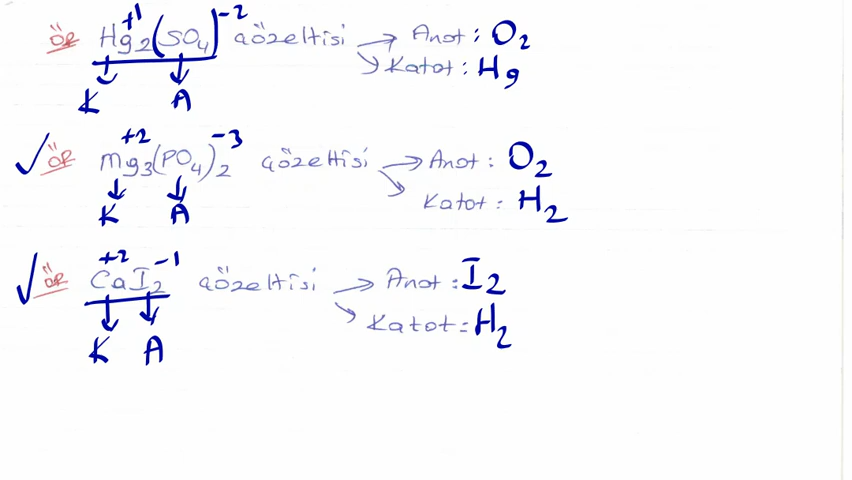 ÖR Hg₂⁺¹(SO₄)⁻² çözeltisi → Anot : O₂
↘ Katot : Hg
K A
✓ ÖR Mg₃⁺²(PO₄)₂⁻³ çözeltisi → Anot : O₂
↘ Katot : H₂
K A
✓ ÖR Ca⁺²I₂⁻¹ çözeltisi → Anot : I₂
↘ Katot : H₂
K A